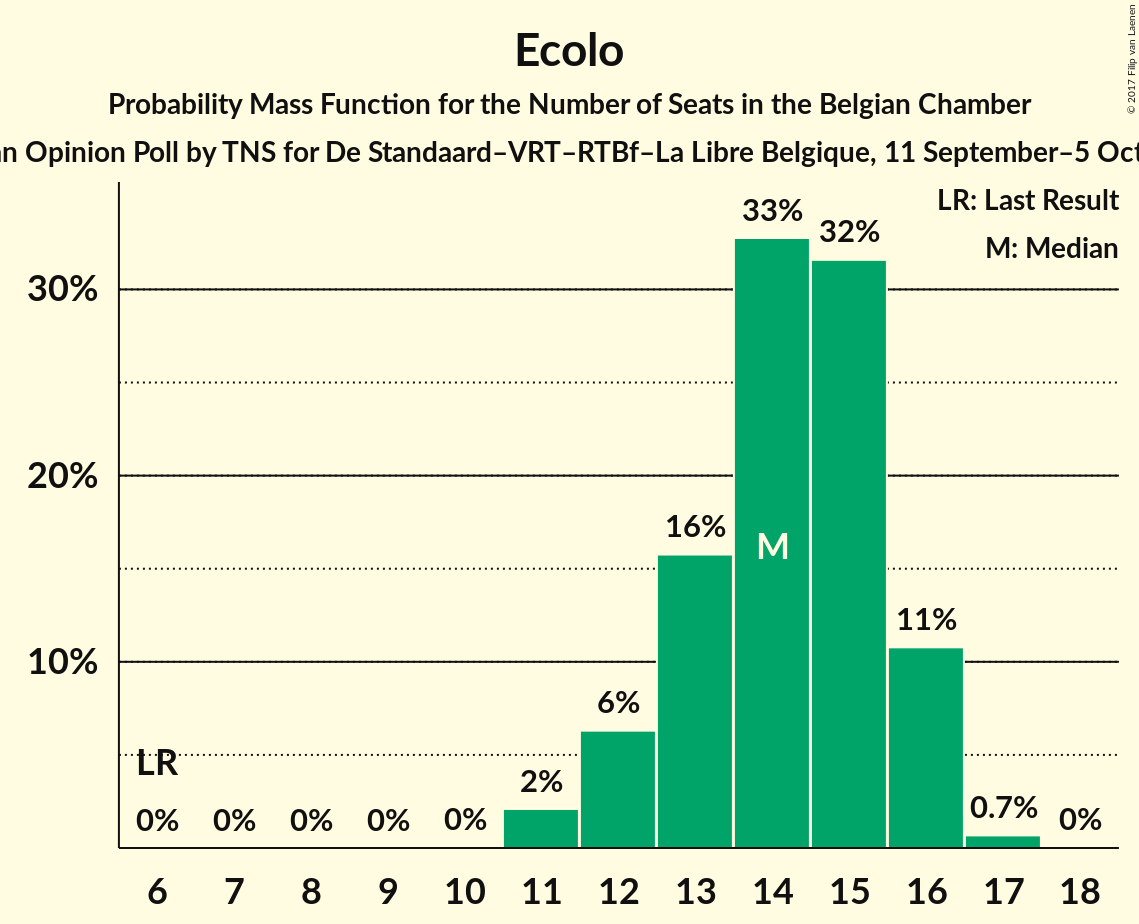 Ecolo
Probability Mass Function for the Number of Seats in the Belgian Chamber
n Opinion Poll by TNS for De Standaard–VRT–RTBf–La Libre Belgique, 11 September–5 Oct
© 2017 Filip van Laenen
LR: Last Result
M: Median
33%
32%
30%
20%
16%
M
11%
10%
6%
LR
2%
0% 0% 0% 0% 0% 0.7% 0%
6 7 8 9 10 11 12 13 14 15 16 17 18